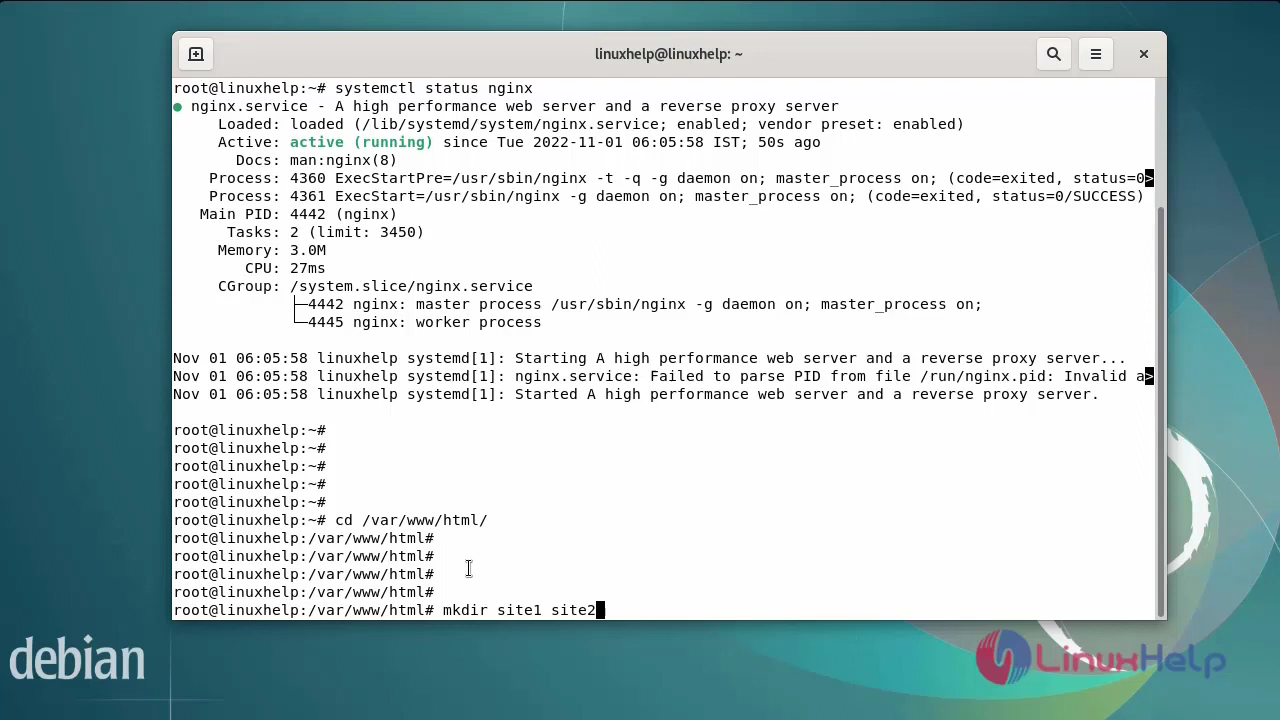 linuxhelp@linuxhelp: ~
root@linuxhelp:~# systemctl status nginx
● nginx.service - A high performance web server and a reverse proxy server
     Loaded: loaded (/lib/systemd/system/nginx.service; enabled; vendor preset: enabled)
     Active: active (running) since Tue 2022-11-01 06:05:58 IST; 50s ago
       Docs: man:nginx(8)
    Process: 4360 ExecStartPre=/usr/sbin/nginx -t -q -g daemon on; master_process on; (code=exited, status=0>
    Process: 4361 ExecStart=/usr/sbin/nginx -g daemon on; master_process on; (code=exited, status=0/SUCCESS)
   Main PID: 4442 (nginx)
      Tasks: 2 (limit: 3450)
     Memory: 3.0M
        CPU: 27ms
     CGroup: /system.slice/nginx.service
             ├─4442 nginx: master process /usr/sbin/nginx -g daemon on; master_process on;
             └─4445 nginx: worker process
Nov 01 06:05:58 linuxhelp systemd[1]: Starting A high performance web server and a reverse proxy server...
Nov 01 06:05:58 linuxhelp systemd[1]: nginx.service: Failed to parse PID from file /run/nginx.pid: Invalid a>
Nov 01 06:05:58 linuxhelp systemd[1]: Started A high performance web server and a reverse proxy server.
root@linuxhelp:~#
root@linuxhelp:~#
root@linuxhelp:~#
root@linuxhelp:~#
root@linuxhelp:~#
root@linuxhelp:~# cd /var/www/html/
root@linuxhelp:/var/www/html#
root@linuxhelp:/var/www/html#
root@linuxhelp:/var/www/html#
root@linuxhelp:/var/www/html#
root@linuxhelp:/var/www/html# mkdir site1 site2
debian
LinuxHelp